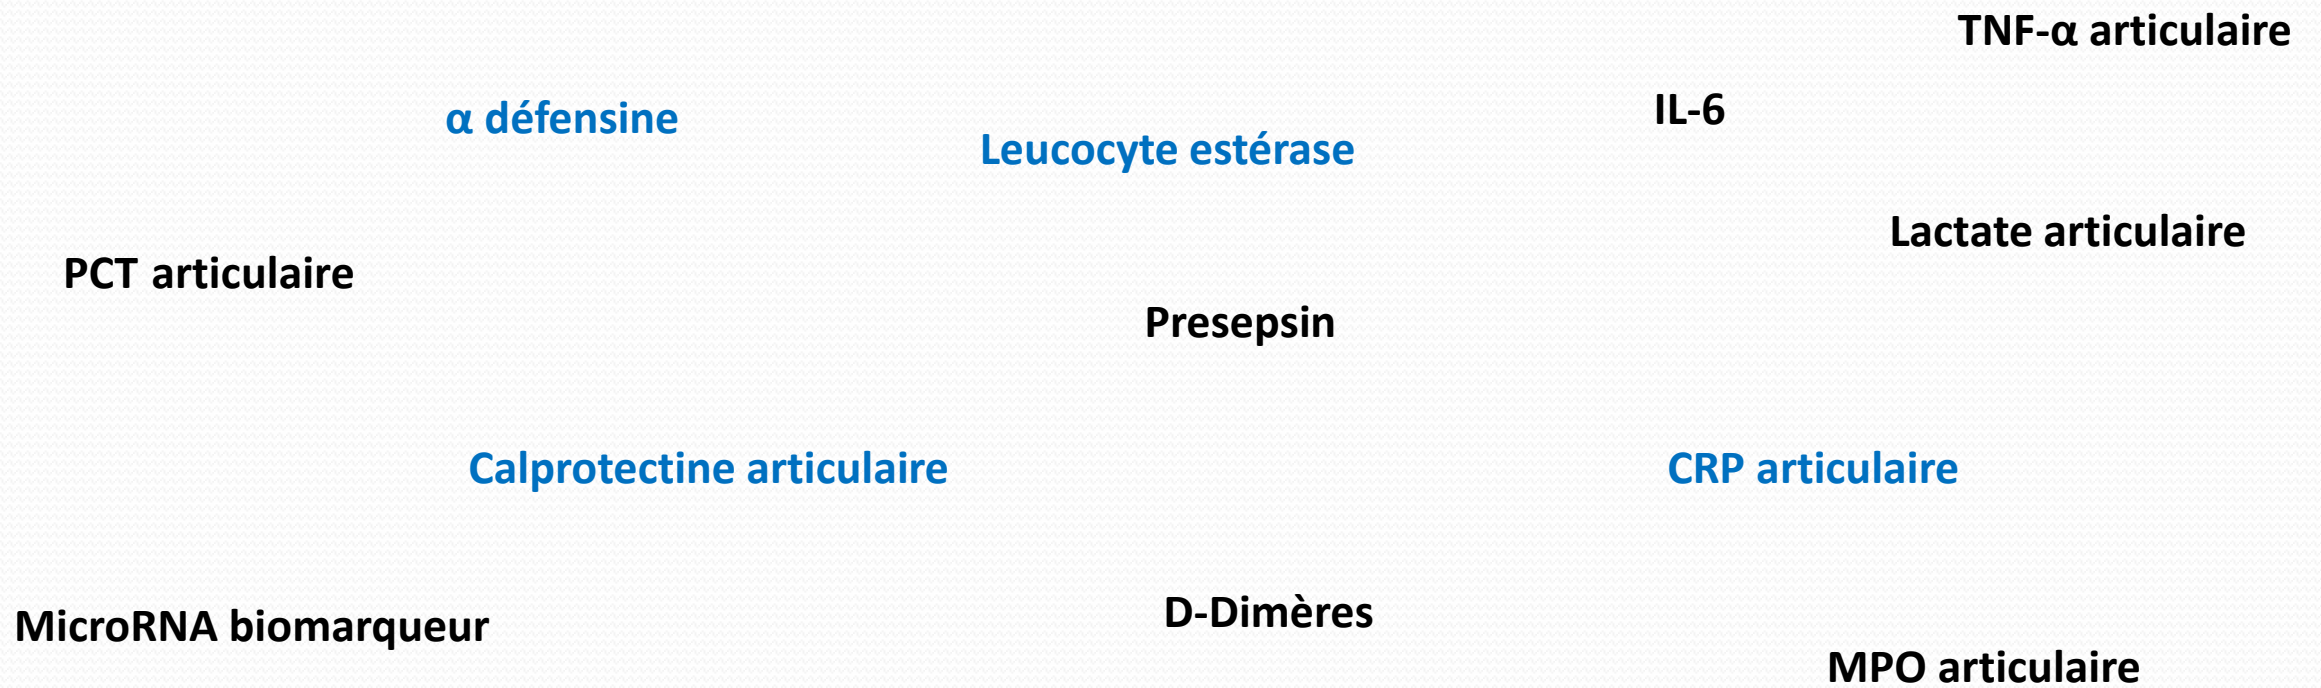 TNF-α articulaire
α défensine
IL-6
Leucocyte estérase
Lactate articulaire
PCT articulaire
Presepsin
Calprotectine articulaire
CRP articulaire
D-Dimères
MicroRNA biomarqueur
MPO articulaire